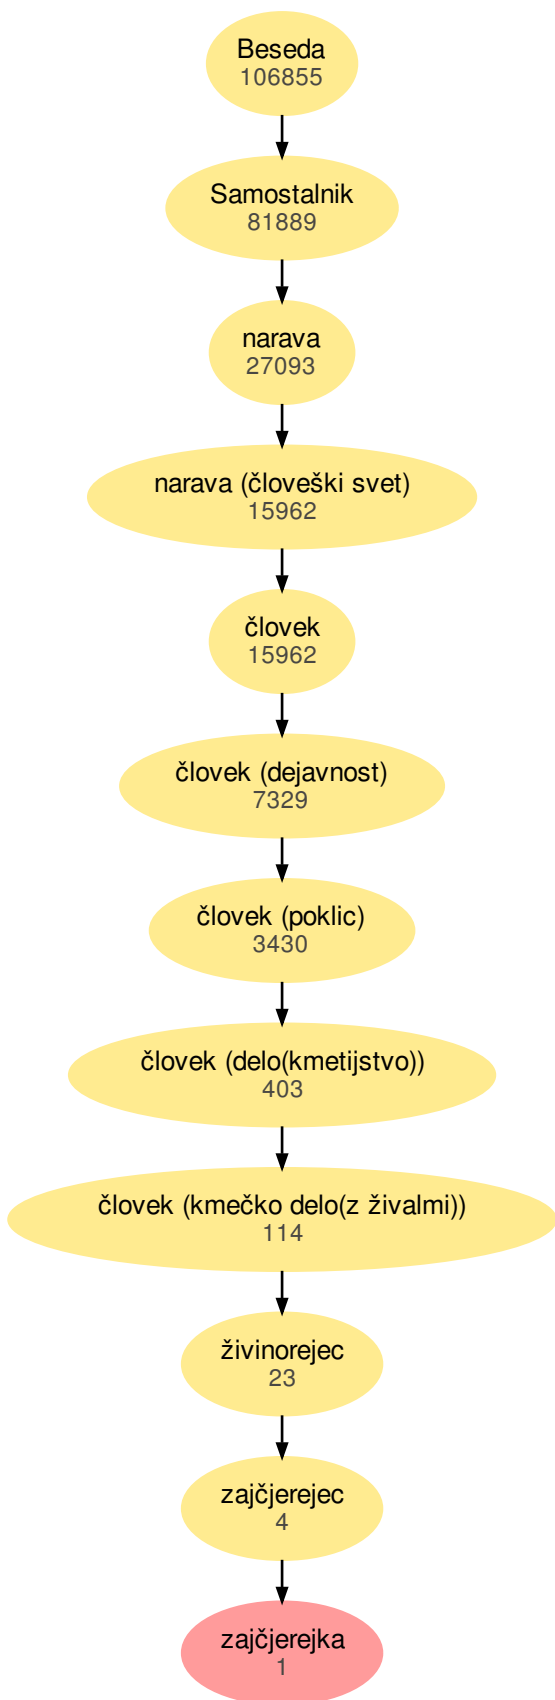 Beseda
106855
Samostalnik
81889
narava
27093
narava (človeški svet)
15962
človek
15962
človek (dejavnost)
7329
človek (poklic)
3430
človek (delo(kmetijstvo))
403
človek (kmečko delo(z živalmi))
114
živinorejec
23
zajčjerejec
4
zajčjerejka
1